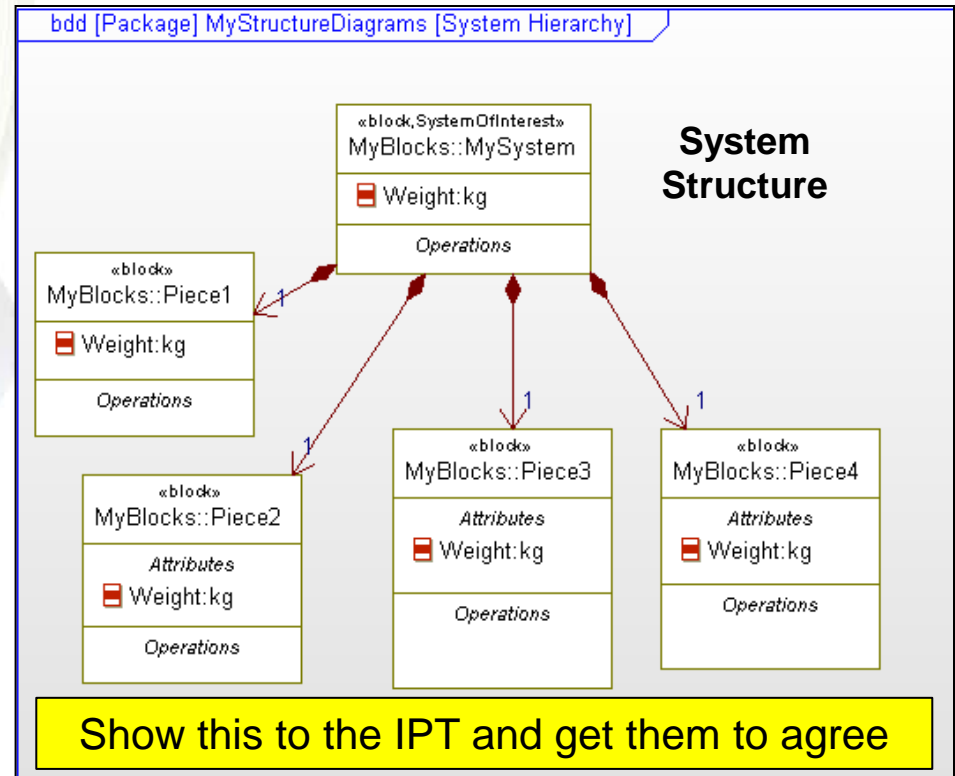 bdd [Package] MyStructureDiagrams [System Hierarchy]
«block,SystemOfInterest»
MyBlocks::MySystem
Weight:kg
Operations
System
Structure
«block»
MyBlocks::Piece1
Weight:kg
Operations
1
1
1
1
«block»
MyBlocks::Piece2
Attributes
Weight:kg
Operations
«block»
MyBlocks::Piece3
Attributes
Weight:kg
Operations
«block»
MyBlocks::Piece4
Attributes
Weight:kg
Operations
Show this to the IPT and get them to agree